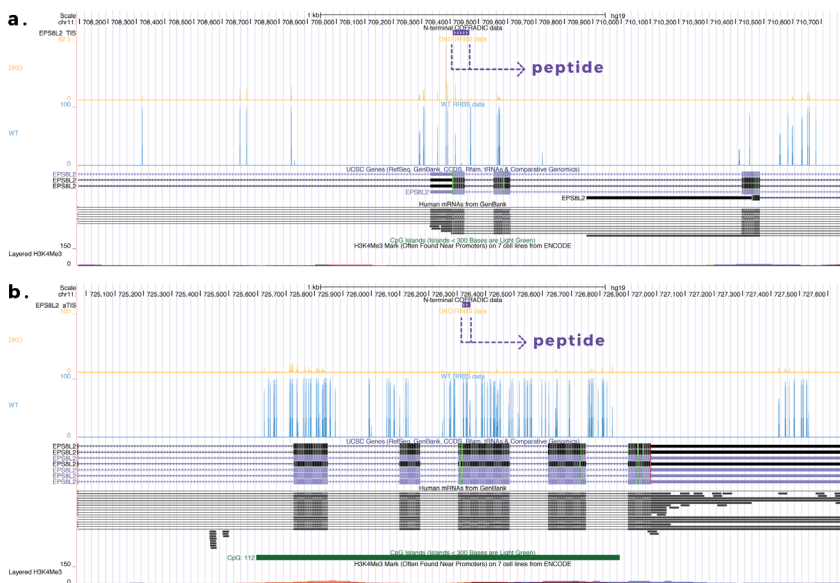 a.
Scale 1 kb hg19
chr11: 708,200 708,300 708,400 708,500 708,600 708,700 708,800 708,900 709,000 709,100 709,200 709,300 709,400 709,500 709,600 709,700 709,800 709,900 710,000 710,100 710,200 710,300 710,400 710,500 710,600 710,700
N-terminal COFRADIC data
EPS8L2 TIS
DKO RRBS data
peptide
DKO
0
100
WT RRBS data
WT
0
UCSC Genes (RefSeq, GenBank, CCDS, Rfam, tRNAs & Comparative Genomics)
EPS8L2
EPS8L2
EPS8L2
EPS8L2
EPS8L2
Human mRNAs from GenBank
CpG Islands (Islands < 300 Bases are Light Green)
H3K4Me3 Mark (Often Found Near Promoters) on 7 cell lines from ENCODE
150
Layered H3K4Me3
0
b.
Scale 1 kb hg19
chr11: 725,100 725,200 725,300 725,400 725,500 725,600 725,700 725,800 725,900 726,000 726,100 726,200 726,300 726,400 726,500 726,600 726,700 726,800 726,900 727,000 727,100 727,200 727,300 727,400 727,500 727,600
N-terminal COFRADIC data
EPS8L2 aTIS
100
DKO RRBS data
peptide
DKO
0
100
WT RRBS data
WT
0
UCSC Genes (RefSeq, GenBank, CCDS, Rfam, tRNAs & Comparative Genomics)
EPS8L2
EPS8L2
EPS8L2
EPS8L2
EPS8L2
EPS8L2
EPS8L2
Human mRNAs from GenBank
CpG Islands (Islands < 300 Bases are Light Green)
CpG: 112
H3K4Me3 Mark (Often Found Near Promoters) on 7 cell lines from ENCODE
150
Layered H3K4Me3
0